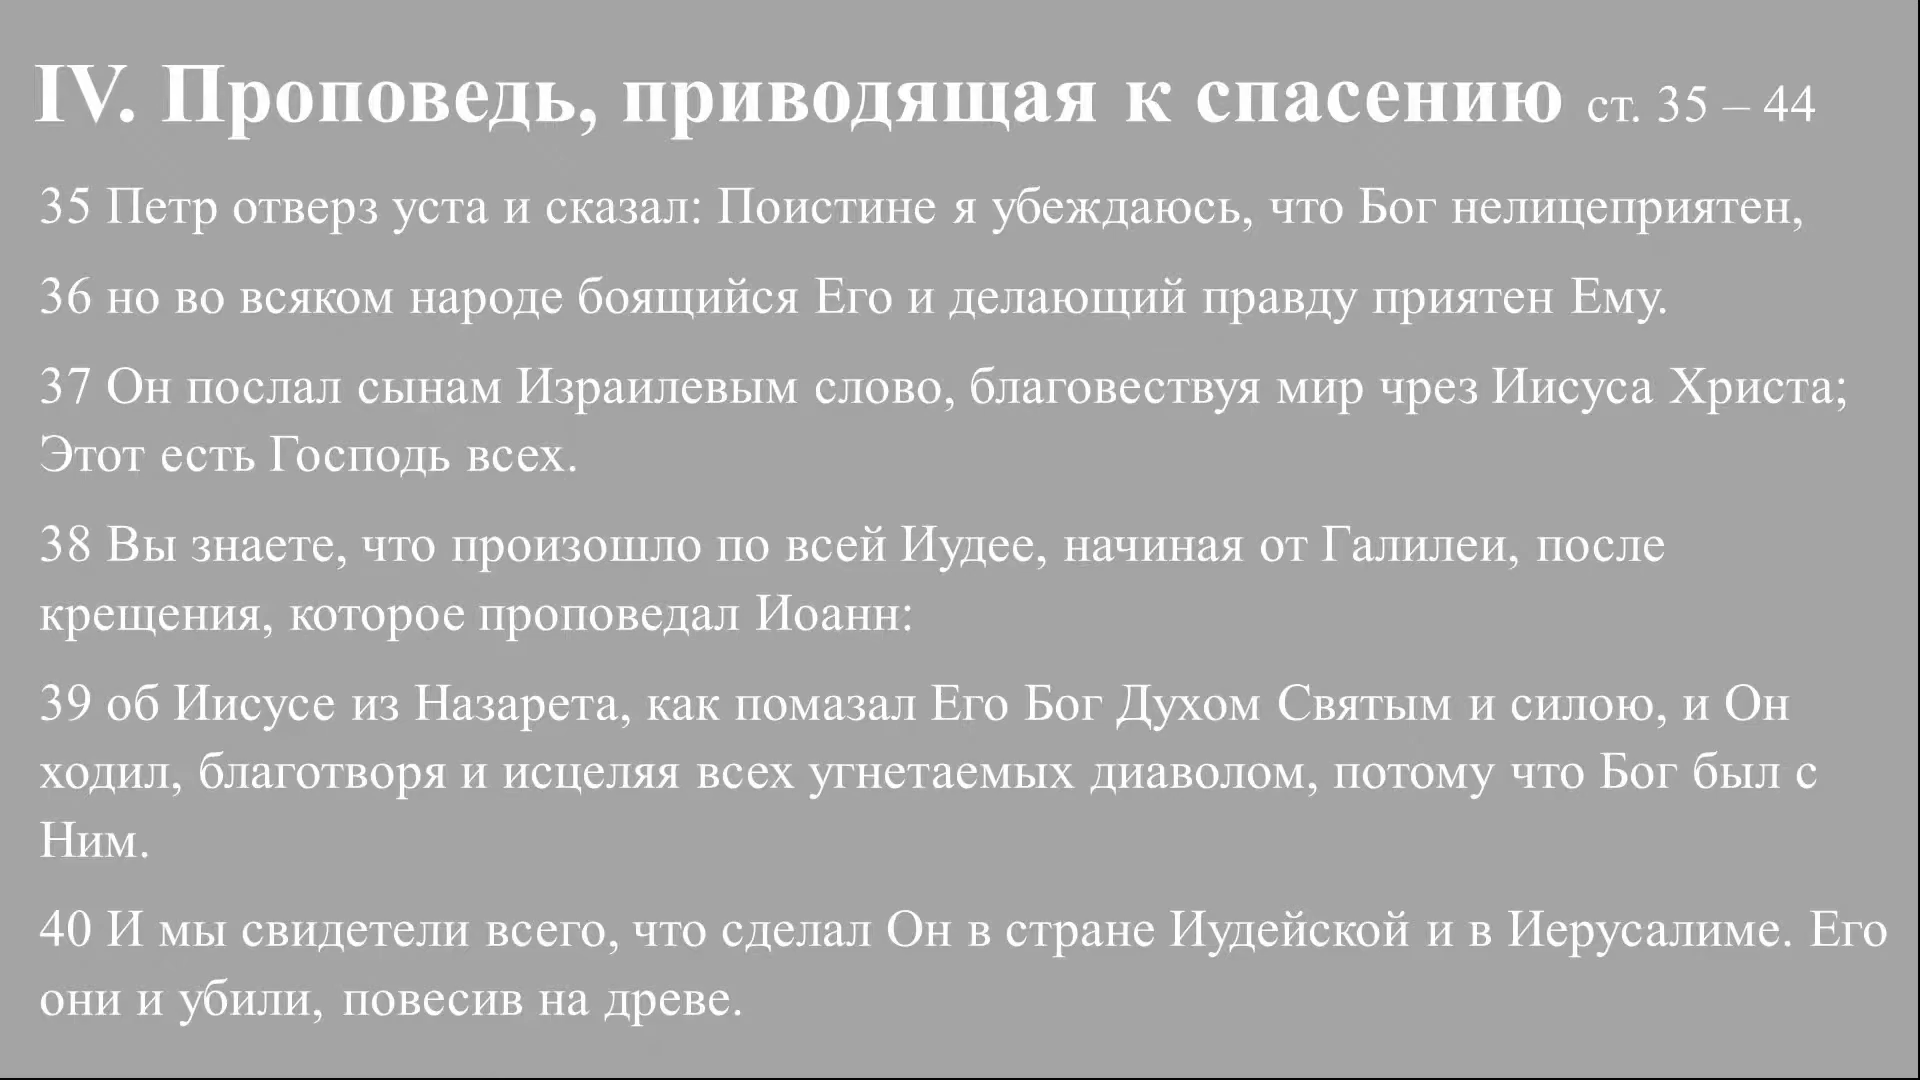 IV. Проповедь, приводящая к спасению ст. 35 – 44
35 Петр отверз уста и сказал: Поистине я убеждаюсь, что Бог нелицеприятен,
36 но во всяком народе боящийся Его и делающий правду приятен Ему.
37 Он послал сынам Израилевым слово, благовествуя мир чрез Иисуса Христа;
Этот есть Господь всех.
38 Вы знаете, что произошло по всей Иудее, начиная от Галилеи, после
крещения, которое проповедал Иоанн:
39 об Иисусе из Назарета, как помазал Его Бог Духом Святым и силою, и Он
ходил, благотворя и исцеляя всех угнетаемых диаволом, потому что Бог был с
Ним.
40 И мы свидетели всего, что сделал Он в стране Иудейской и в Иерусалиме. Его
они и убили, повесив на древе.